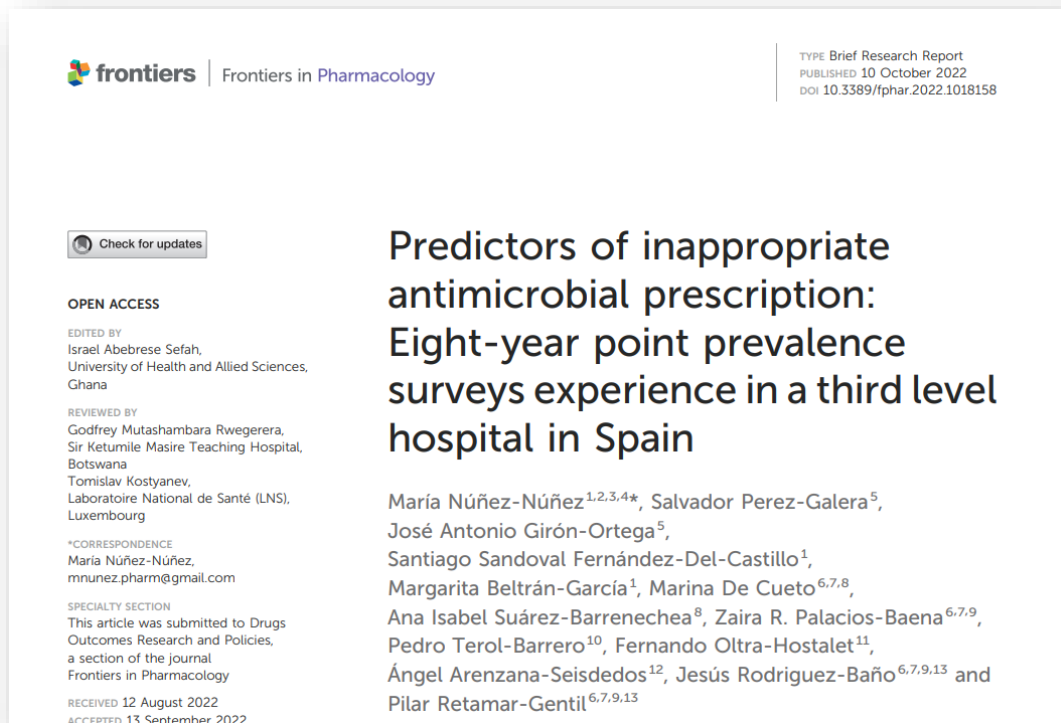 frontiers | Frontiers in Pharmacology
TYPE Brief Research Report
PUBLISHED 10 October 2022
DOI 10.3389/fphar.2022.1018158
Check for updates
OPEN ACCESS
EDITED BY
Israel Abebrese Sefah,
University of Health and Allied Sciences,
Ghana
REVIEWED BY
Godfrey Mutashambara Rwegerera,
Sir Ketumile Masire Teaching Hospital,
Botswana
Tomislav Kostyanev,
Laboratoire National de Santé (LNS),
Luxembourg
*CORRESPONDENCE
María Núñez-Núñez,
mnunez.pharm@gmail.com
SPECIALTY SECTION
This article was submitted to Drugs
Outcomes Research and Policies,
a section of the journal
Frontiers in Pharmacology
RECEIVED 12 August 2022
ACCEPTED 13 September 2022
Predictors of inappropriate
antimicrobial prescription:
Eight-year point prevalence
surveys experience in a third level
hospital in Spain
María Núñez-Núñez1,2,3,4*, Salvador Perez-Galera5,
José Antonio Girón-Ortega5,
Santiago Sandoval Fernández-Del-Castillo1,
Margarita Beltrán-García1, Marina De Cueto6,7,8,
Ana Isabel Suárez-Barrenechea8, Zaira R. Palacios-Baena6,7,9,
Pedro Terol-Barrero10, Fernando Oltra-Hostalet11,
Ángel Arenzana-Seisdedos12, Jesús Rodriguez-Baño6,7,9,13 and
Pilar Retamar-Gentil6,7,9,13